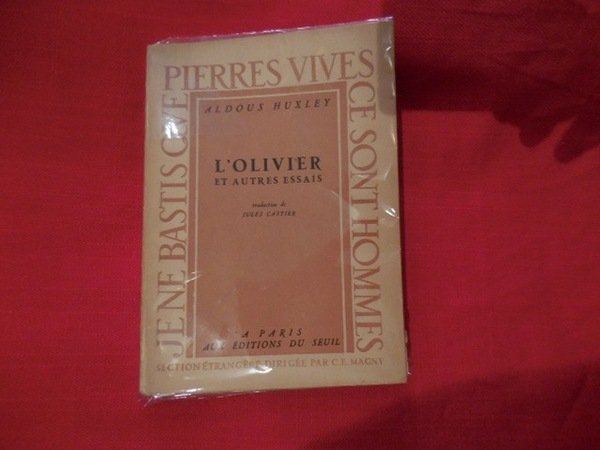 JE NE BASTIS QVE
PIERRES VIVES
CE SONT HOMMES
ALDOUS HUXLEY
L'OLIVIER
ET AUTRES ESSAIS
traduction de
JULES CASTIER
A PARIS
AUX ÉDITIONS DU SEUIL
SECTION ÉTRANGÈRE DIRIGÉE PAR C. E. MAGNY